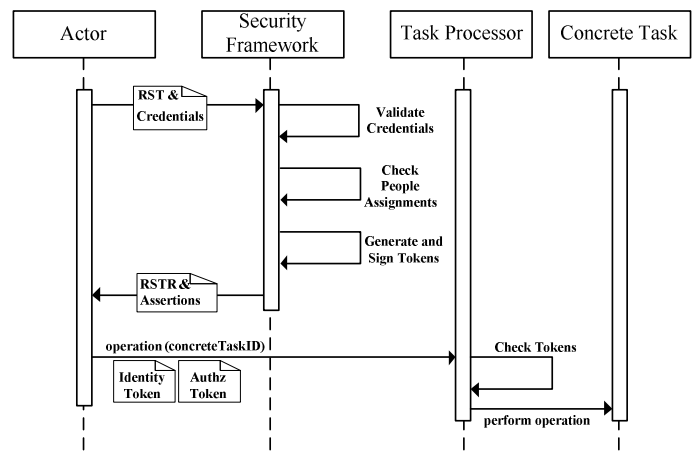 Actor
Security
Framework
Task Processor
Concrete Task
RST &
Credentials
Validate
Credentials
Check
People
Assignments
Generate and
Sign Tokens
RSTR &
Assertions
operation (concreteTaskID)
Identity
Token
Authz
Token
Check Tokens
perform operation